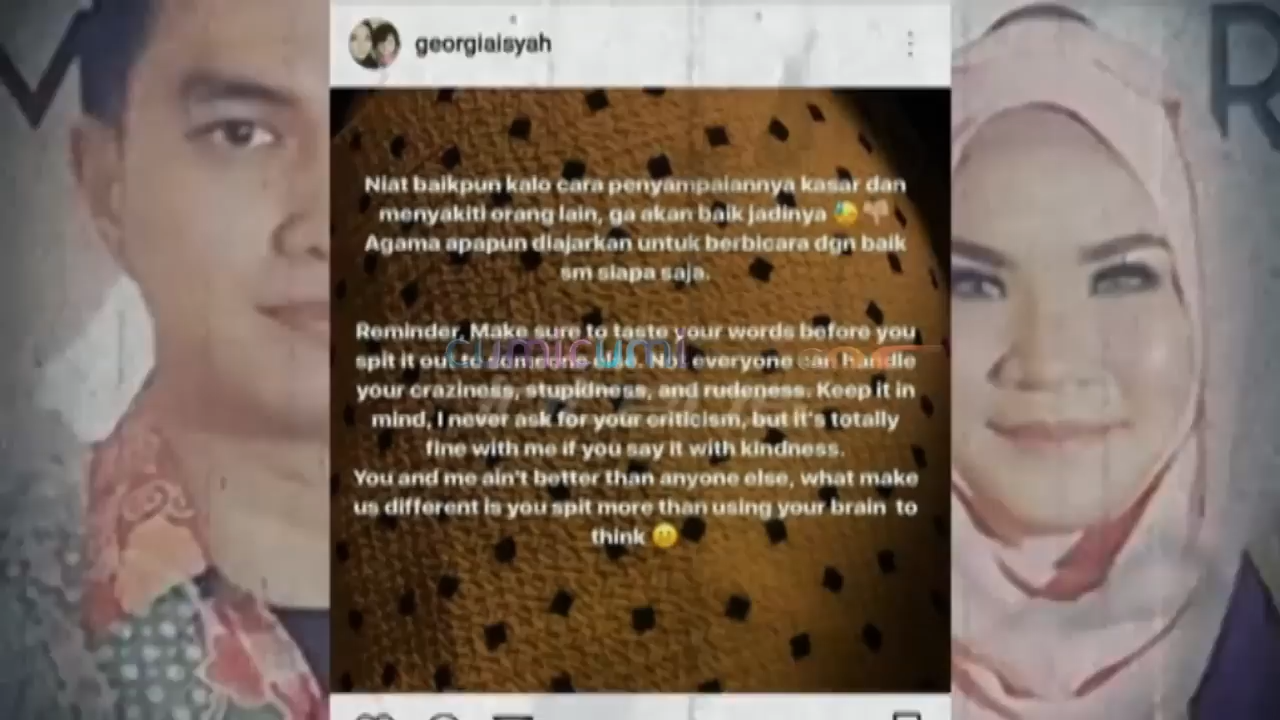 georgiaisyah
Niat baikpun kalo cara penyampaiannya kasar dan
menyakiti orang lain, ga akan baik jadinya 😓 👎
Agama apapun diajarkan untuk berbicara dgn baik
sm siapa saja.
Reminder. Make sure to taste your words before you
spit it out to someone else. Not everyone can handle
your craziness, stupidness, and rudeness. Keep it in
mind, I never ask for your criticism, but it's totally
fine with me if you say it with kindness.
You and me ain't better than anyone else, what make
us different is you spit more than using your brain to
think 🙂
cumicumi
R